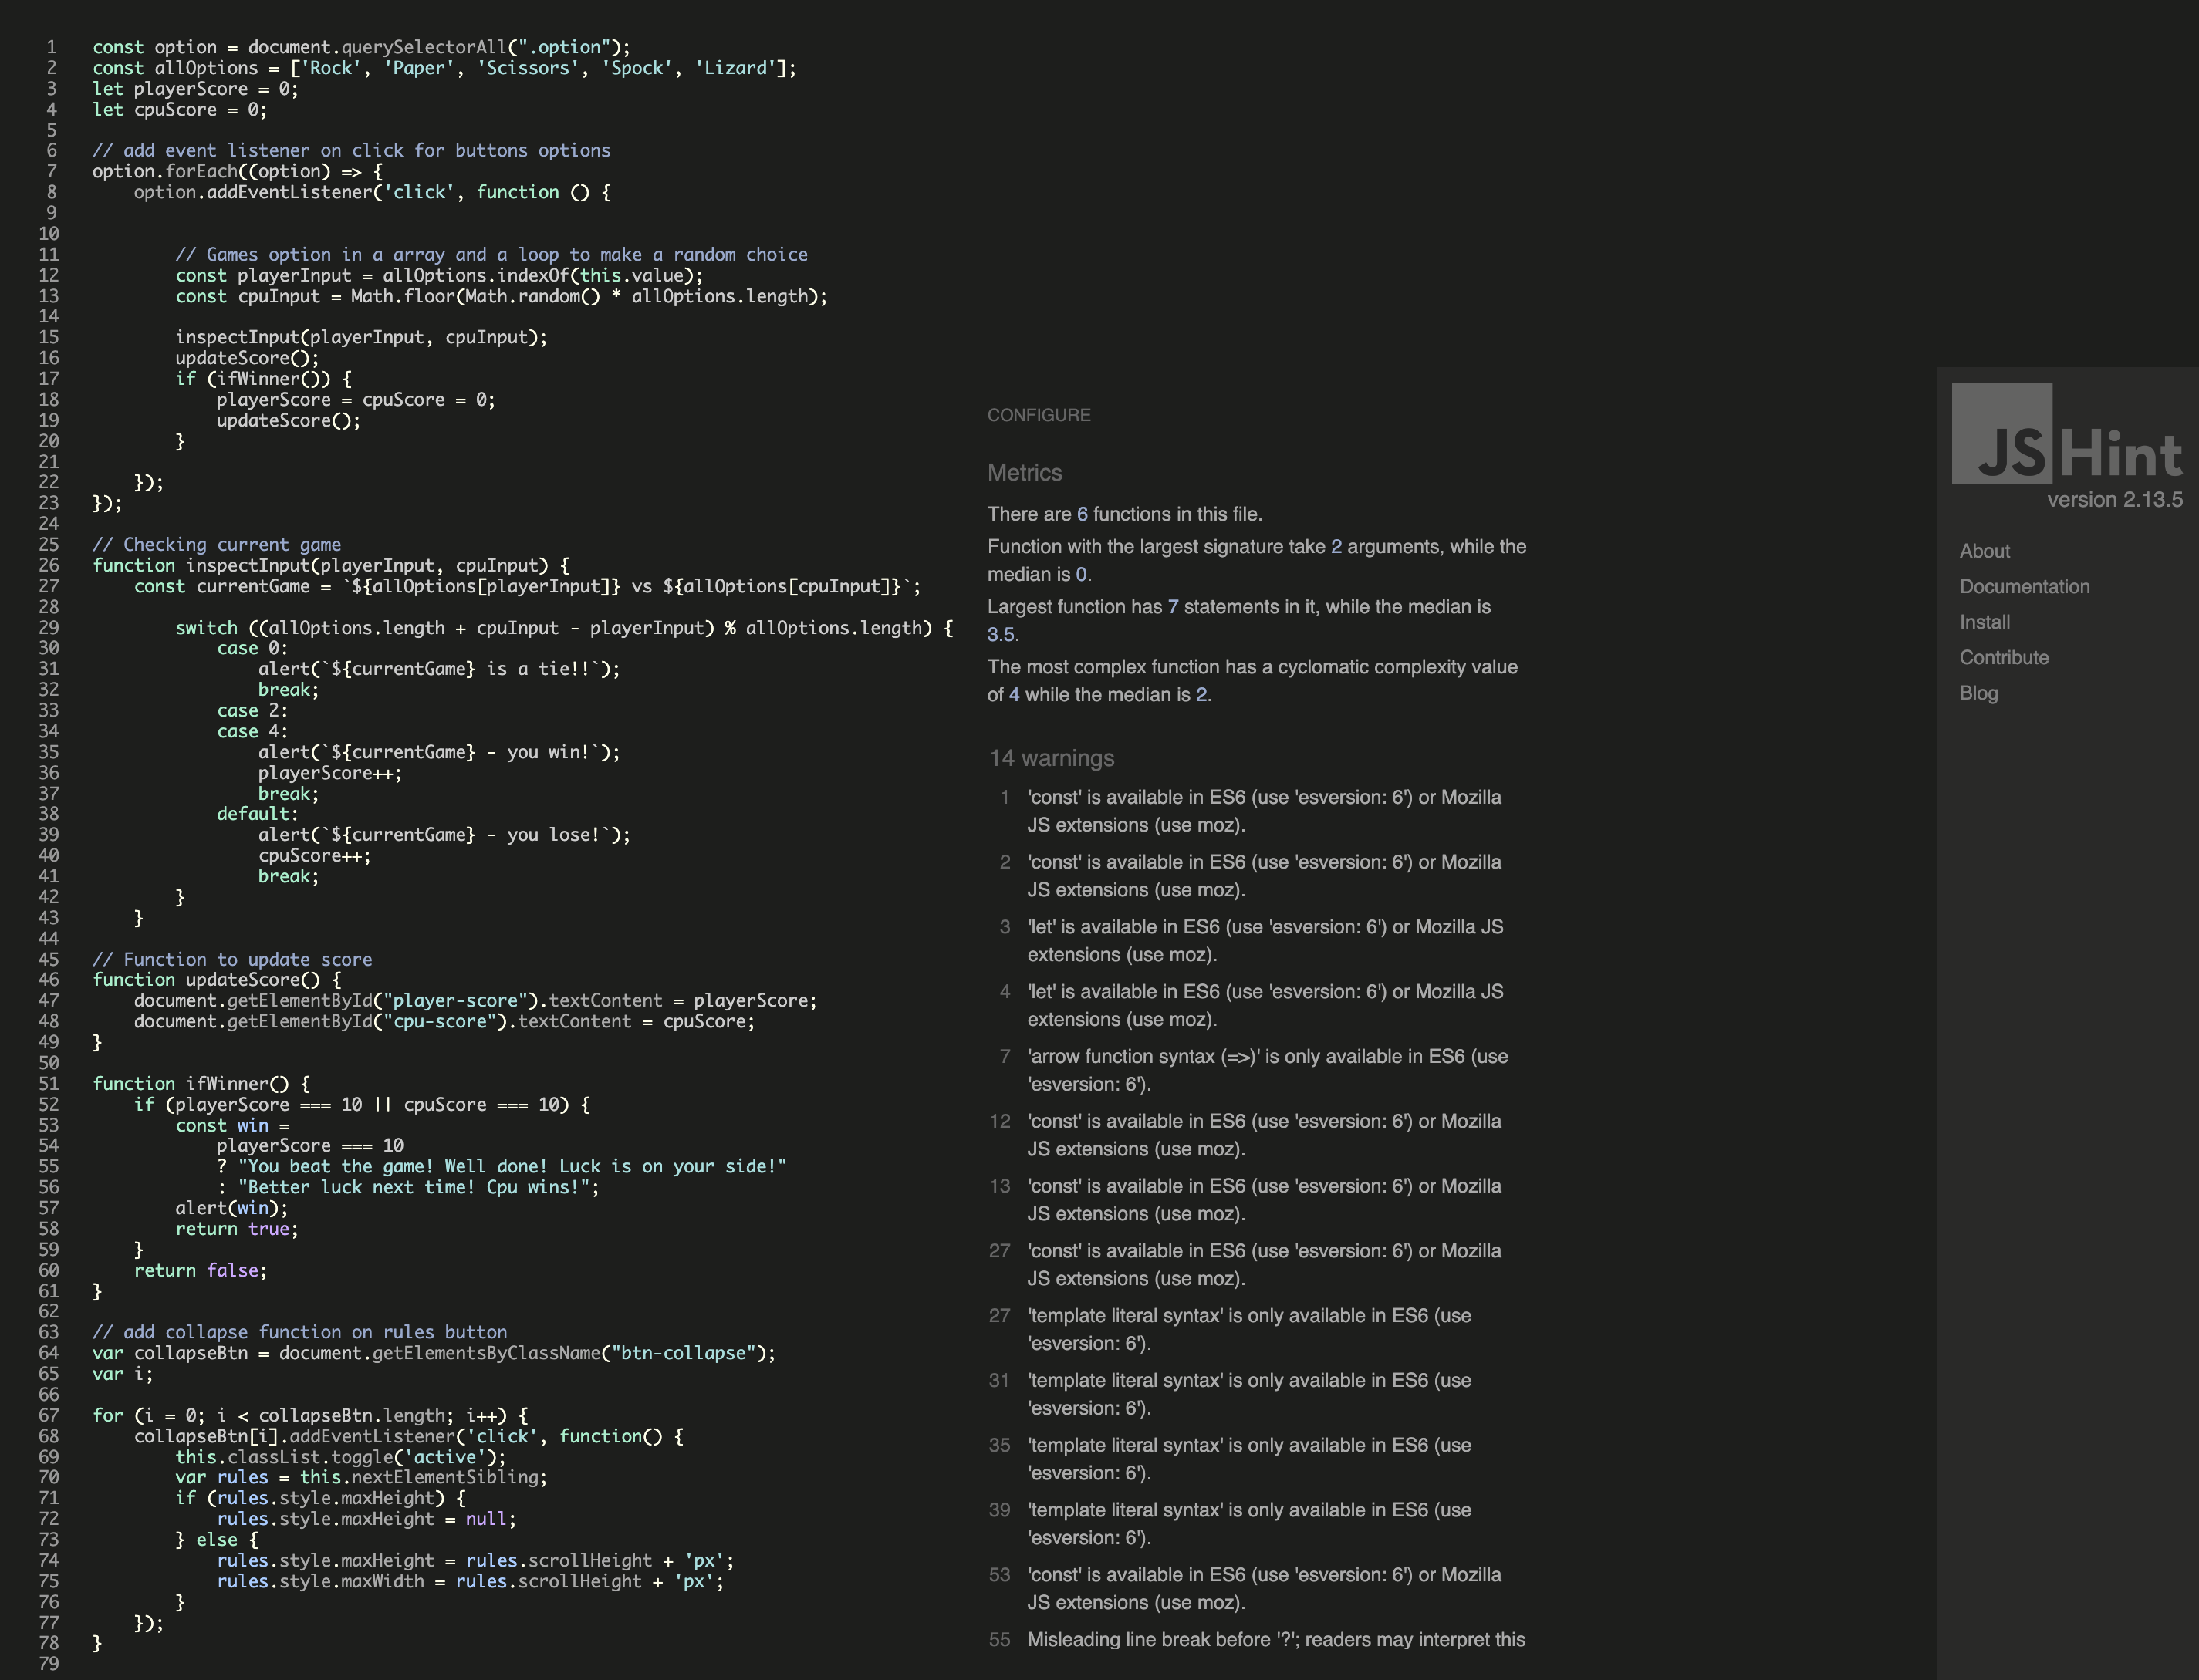 1 const option = document.querySelectorAll(".option");
2 const allOptions = ['Rock', 'Paper', 'Scissors', 'Spock', 'Lizard'];
3 let playerScore = 0;
4 let cpuScore = 0;
5
6 // add event listener on click for buttons options
7 option.forEach((option) => {
8     option.addEventListener('click', function () {
9
10
11         // Games option in a array and a loop to make a random choice
12         const playerInput = allOptions.indexOf(this.value);
13         const cpuInput = Math.floor(Math.random() * allOptions.length);
14
15         inspectInput(playerInput, cpuInput);
16         updateScore();
17         if (ifWinner()) {
18             playerScore = cpuScore = 0;
19             updateScore();
20         }
21
22     });
23 });
24
25 // Checking current game
26 function inspectInput(playerInput, cpuInput) {
27     const currentGame = `${allOptions[playerInput]} vs ${allOptions[cpuInput]}`;
28
29         switch ((allOptions.length + cpuInput - playerInput) % allOptions.length) {
30             case 0:
31                 alert(`${currentGame} is a tie!!`);
32                 break;
33             case 2:
34             case 4:
35                 alert(`${currentGame} - you win!`);
36                 playerScore++;
37                 break;
38             default:
39                 alert(`${currentGame} - you lose!`);
40                 cpuScore++;
41                 break;
42         }
43     }
44
45 // Function to update score
46 function updateScore() {
47     document.getElementById("player-score").textContent = playerScore;
48     document.getElementById("cpu-score").textContent = cpuScore;
49 }
50
51 function ifWinner() {
52     if (playerScore === 10 || cpuScore === 10) {
53         const win =
54             playerScore === 10
55             ? "You beat the game! Well done! Luck is on your side!"
56             : "Better luck next time! Cpu wins!";
57         alert(win);
58         return true;
59     }
60     return false;
61 }
62
63 // add collapse function on rules button
64 var collapseBtn = document.getElementsByClassName("btn-collapse");
65 var i;
66
67 for (i = 0; i < collapseBtn.length; i++) {
68     collapseBtn[i].addEventListener('click', function() {
69         this.classList.toggle('active');
70         var rules = this.nextElementSibling;
71         if (rules.style.maxHeight) {
72             rules.style.maxHeight = null;
73         } else {
74             rules.style.maxHeight = rules.scrollHeight + 'px';
75             rules.style.maxWidth = rules.scrollHeight + 'px';
76         }
77     });
78 }
79
CONFIGURE
Metrics
There are 6 functions in this file.
Function with the largest signature take 2 arguments, while the
median is 0.
Largest function has 7 statements in it, while the median is
3.5.
The most complex function has a cyclomatic complexity value
of 4 while the median is 2.
14 warnings
1 'const' is available in ES6 (use 'esversion: 6') or Mozilla
JS extensions (use moz).
2 'const' is available in ES6 (use 'esversion: 6') or Mozilla
JS extensions (use moz).
3 'let' is available in ES6 (use 'esversion: 6') or Mozilla JS
extensions (use moz).
4 'let' is available in ES6 (use 'esversion: 6') or Mozilla JS
extensions (use moz).
7 'arrow function syntax (=>)' is only available in ES6 (use
'esversion: 6').
12 'const' is available in ES6 (use 'esversion: 6') or Mozilla
JS extensions (use moz).
13 'const' is available in ES6 (use 'esversion: 6') or Mozilla
JS extensions (use moz).
27 'const' is available in ES6 (use 'esversion: 6') or Mozilla
JS extensions (use moz).
27 'template literal syntax' is only available in ES6 (use
'esversion: 6').
31 'template literal syntax' is only available in ES6 (use
'esversion: 6').
35 'template literal syntax' is only available in ES6 (use
'esversion: 6').
39 'template literal syntax' is only available in ES6 (use
'esversion: 6').
53 'const' is available in ES6 (use 'esversion: 6') or Mozilla
JS extensions (use moz).
55 Misleading line break before '?'; readers may interpret this
JSHint
version 2.13.5
About
Documentation
Install
Contribute
Blog